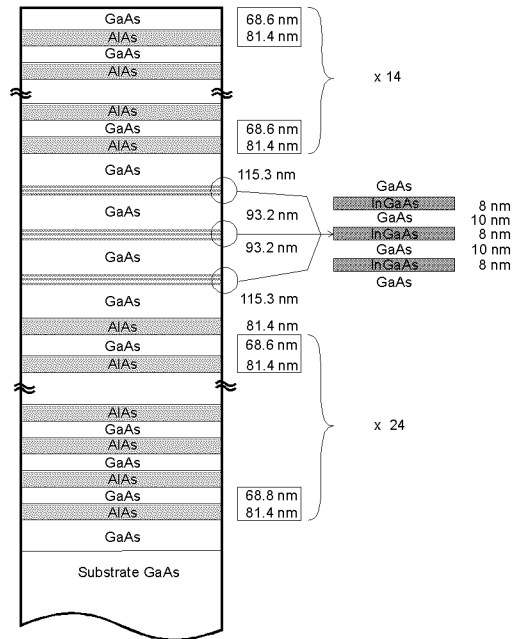 GaAs 68.6 nm
AlAs 81.4 nm
GaAs
AlAs
x 14
AlAs
GaAs 68.6 nm
AlAs 81.4 nm
GaAs
115.3 nm
GaAs
93.2 nm
93.2 nm
GaAs
115.3 nm
GaAs
GaAs
InGaAs 8 nm
GaAs 10 nm
InGaAs 8 nm
GaAs 10 nm
InGaAs 8 nm
GaAs
AlAs 81.4 nm
GaAs 68.6 nm
AlAs 81.4 nm
x 24
AlAs
GaAs
AlAs
GaAs
AlAs
GaAs 68.8 nm
AlAs 81.4 nm
GaAs
Substrate GaAs